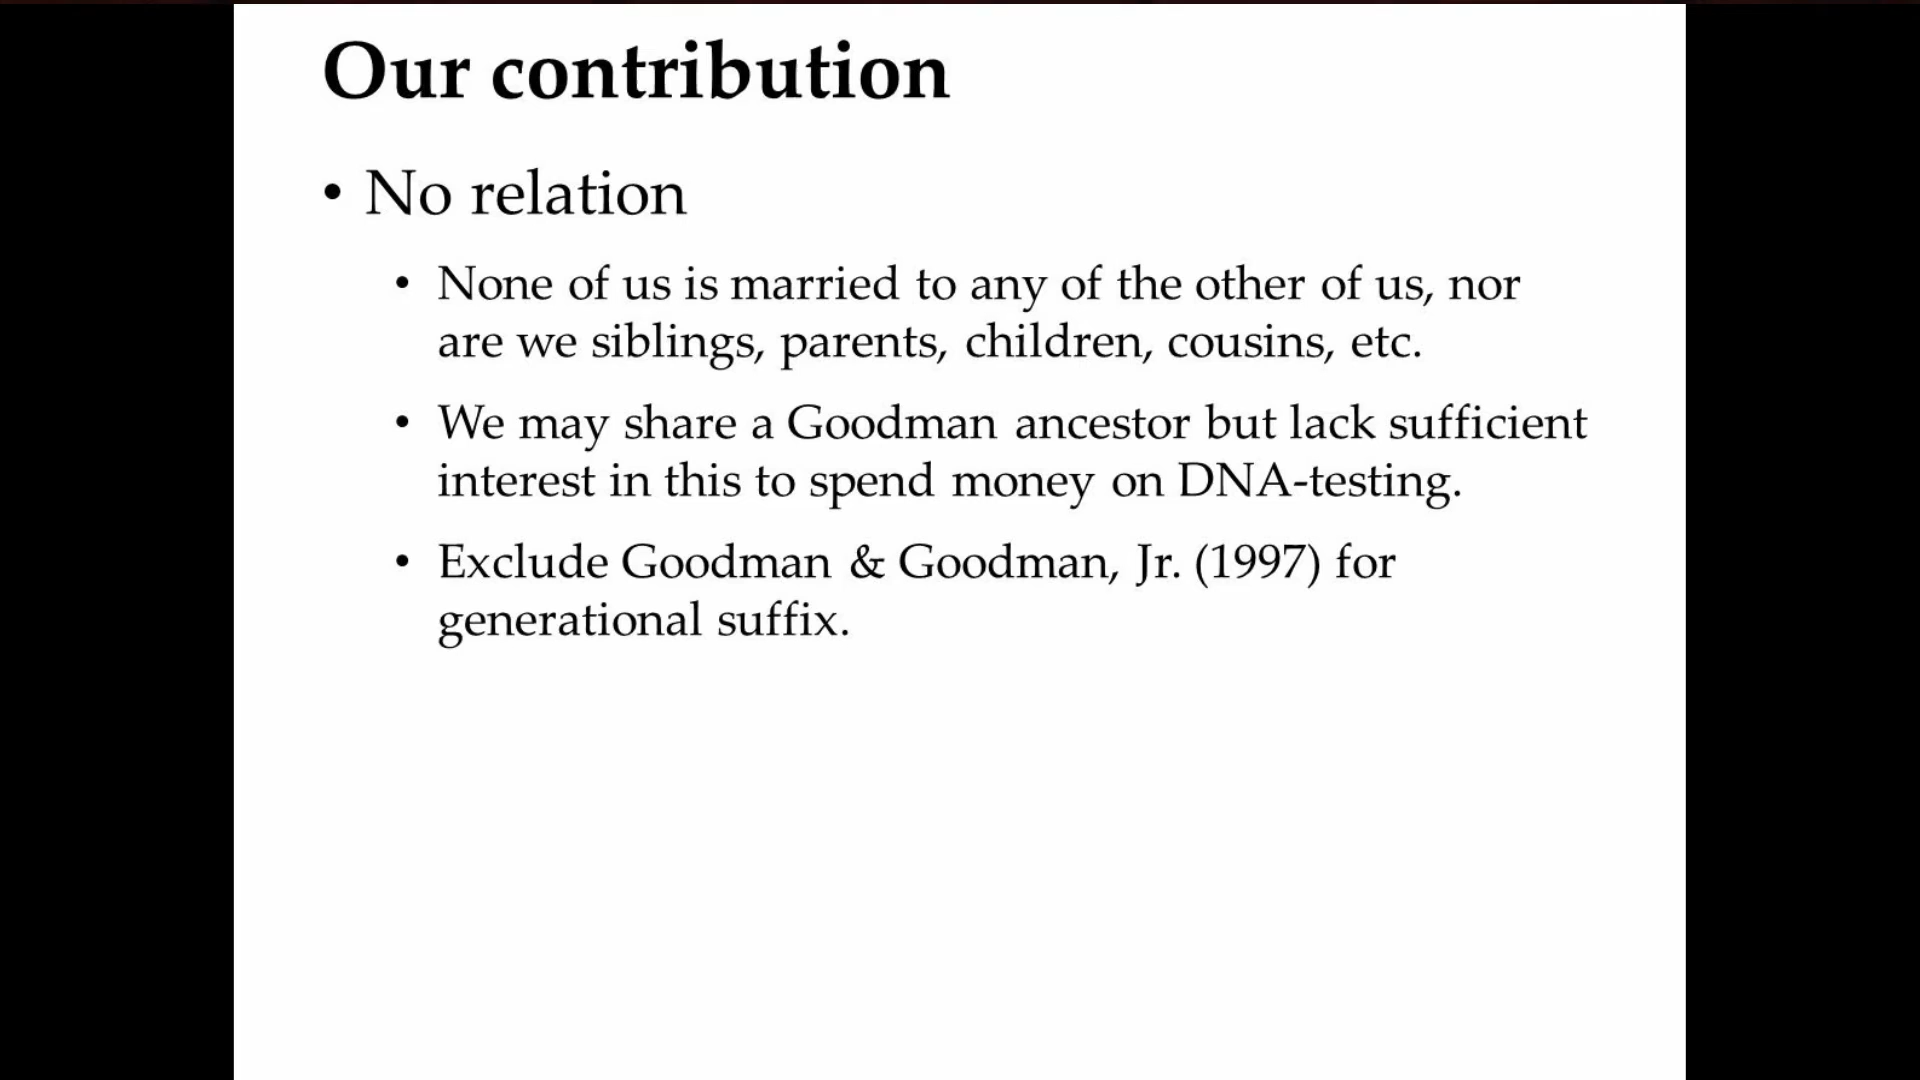 Our contribution
• No relation
• None of us is married to any of the other of us, nor
are we siblings, parents, children, cousins, etc.
• We may share a Goodman ancestor but lack sufficient
interest in this to spend money on DNA-testing.
• Exclude Goodman & Goodman, Jr. (1997) for
generational suffix.